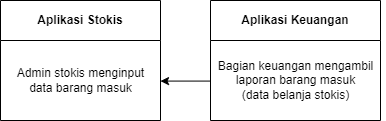 Aplikasi Stokis
Admin stokis menginput
data barang masuk
Aplikasi Keuangan
Bagian keuangan mengambil
laporan barang masuk
(data belanja stokis)